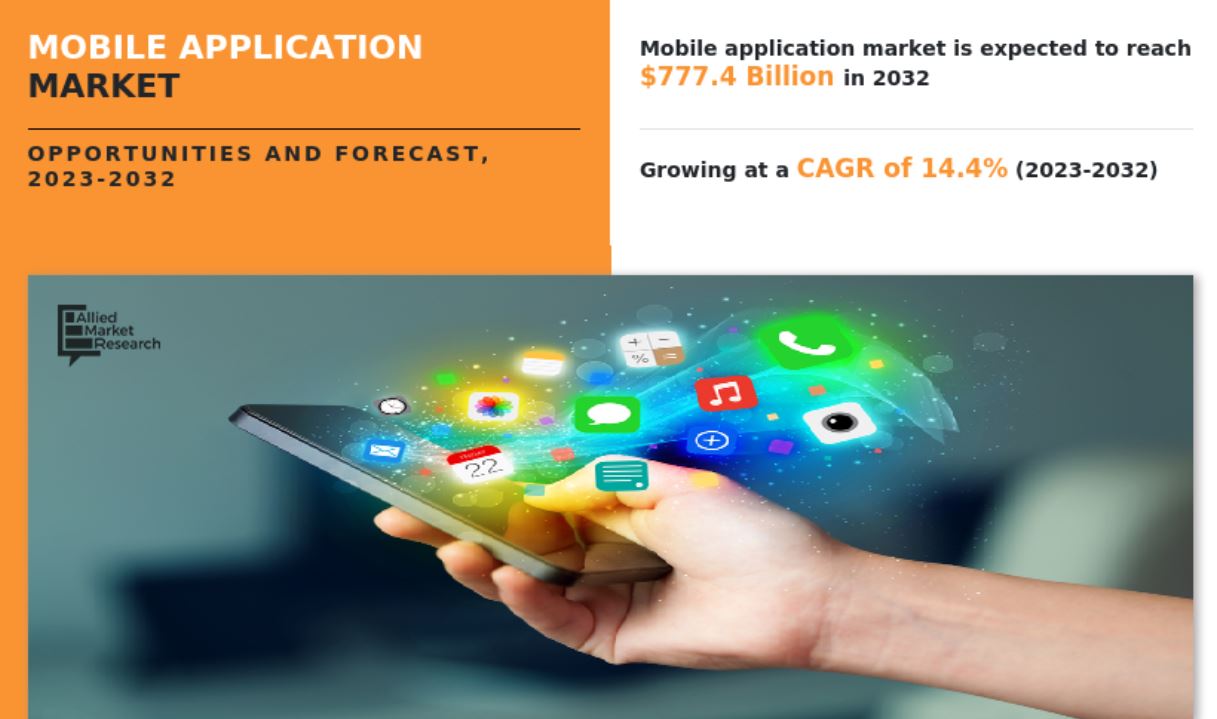 MOBILE APPLICATION
MARKET
OPPORTUNITIES AND FORECAST,
2023-2032
Mobile application market is expected to reach
$777.4 Billion in 2032
Growing at a CAGR of 14.4% (2023-2032)
Allied
Market
Research
+ −
% =
22